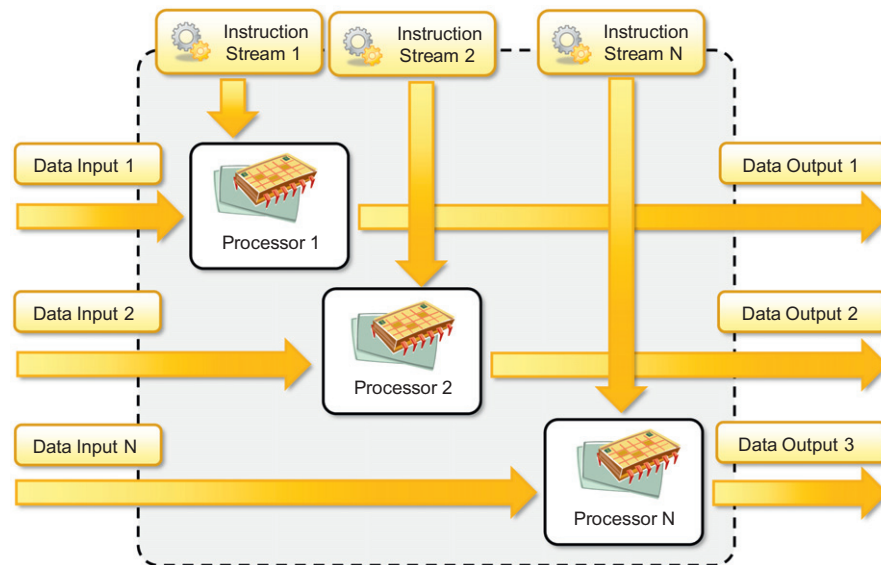 Instruction
Stream 1
Instruction
Stream 2
Instruction
Stream N
Data Input 1
Data Output 1
Processor 1
Data Input 2
Data Output 2
Processor 2
Data Input N
Data Output 3
Processor N